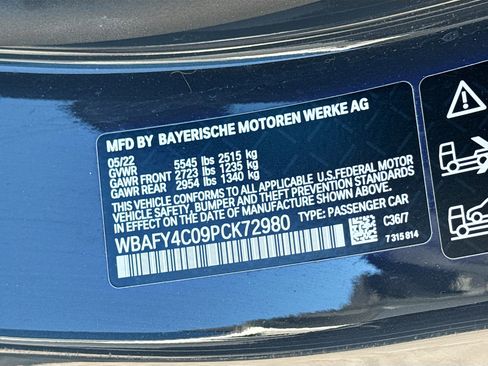 MFD BY BAYERISCHE MOTOREN WERKE AG
05/22
GVWR 5545 lbs 2515 kg
GAWR FRONT 2723 lbs 1235 kg
GAWR REAR 2954 lbs 1340 kg
THIS VEHICLE CONFORMS TO ALL APPLICABLE U.S.FEDERAL MOTOR
VEHICLE SAFETY, BUMPER AND THEFT PREVENTION STANDARDS
IN EFFECT ON THE DATE OF MANUFACTURE SHOWN ABOVE.
WBAFY4C09PCK72980 TYPE: PASSENGER CAR
C36/7
7 315 814